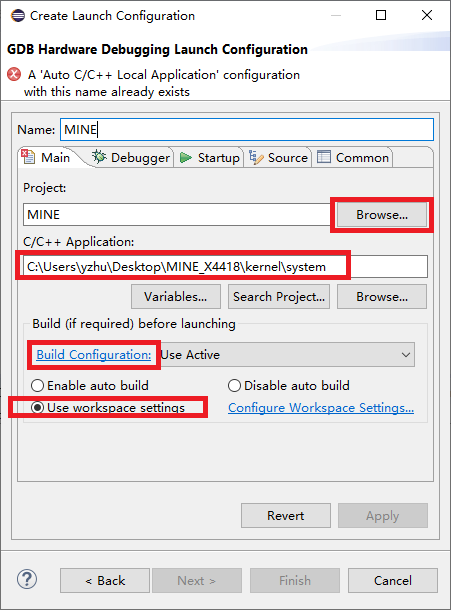 Create Launch Configuration
GDB Hardware Debugging Launch Configuration
A 'Auto C/C++ Local Application' configuration
with this name already exists
Name: MINE
Main Debugger Startup Source Common
Project:
MINE Browse...
C/C++ Application:
C:\Users\yzhu\Desktop\MINE_X4418\kernel\system
Variables... Search Project... Browse...
Build (if required) before launching
Build Configuration: Use Active
Enable auto build Disable auto build
Use workspace settings Configure Workspace Settings...
Revert Apply
? < Back Next > Finish Cancel